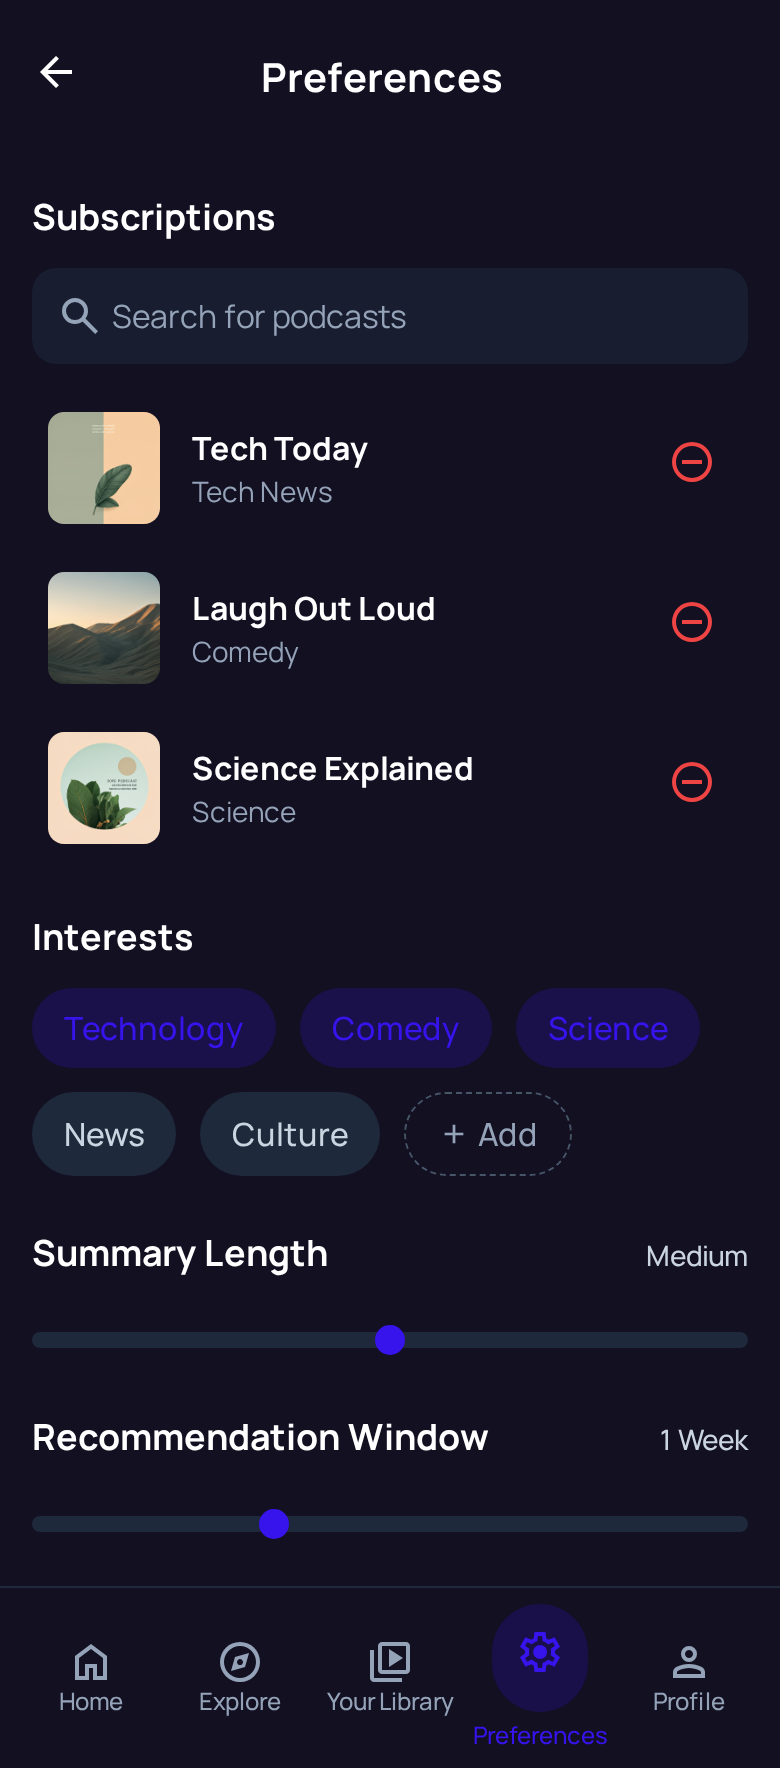 Preferences
Subscriptions
Search for podcasts
Tech Today
Tech News
Laugh Out Loud
Comedy
Science Explained
Science
Interests
Technology Comedy Science
News Culture + Add
Summary Length Medium
Recommendation Window 1 Week
Home Explore Your Library Preferences Profile